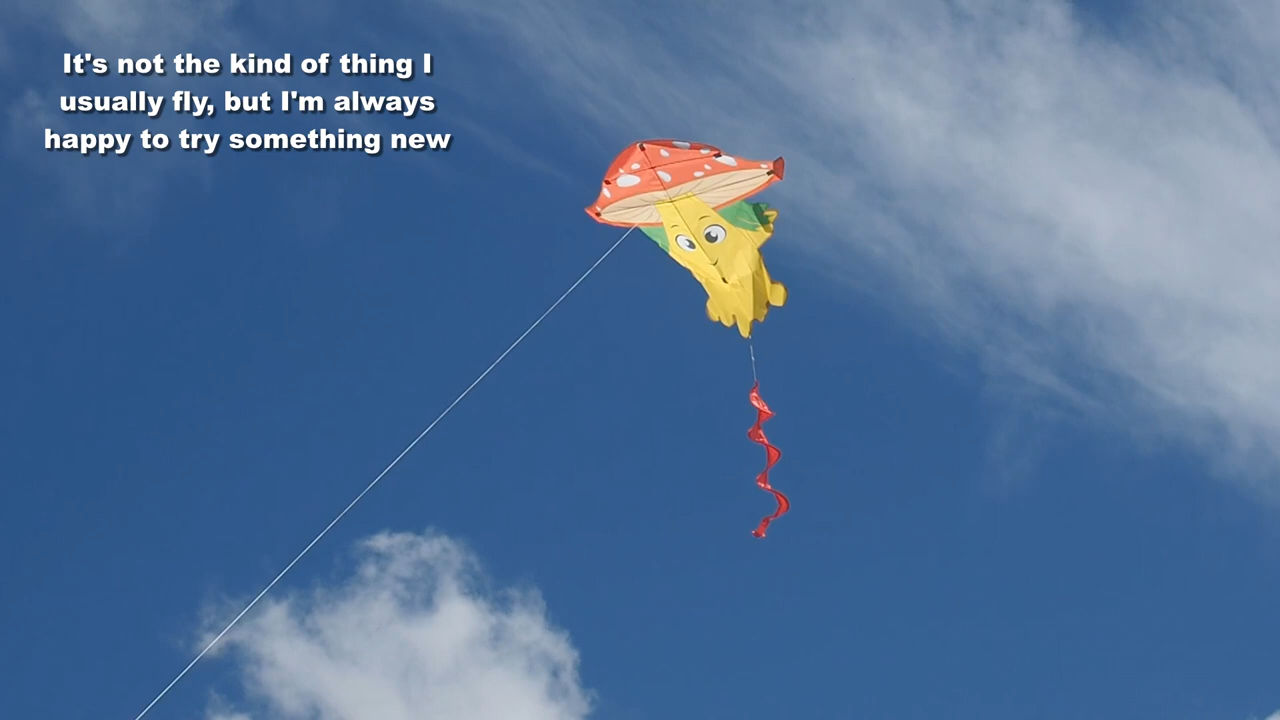 It's not the kind of thing I
usually fly, but I'm always
happy to try something new